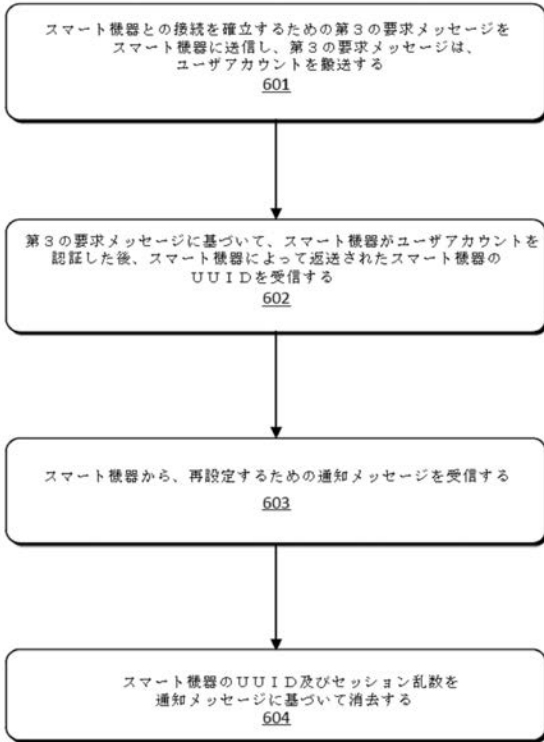 スマート機器との接続を確立するための第3の要求メッセージを
スマート機器に送信し、第3の要求メッセージは、
ユーザアカウントを搬送する
601
第3の要求メッセージに基づいて、スマート機器がユーザアカウントを
認証した後、スマート機器によって返送されたスマート機器の
UUIDを受信する
602
スマート機器から、再設定するための通知メッセージを受信する
603
スマート機器のUUID及びセッション乱数を
通知メッセージに基づいて消去する
604